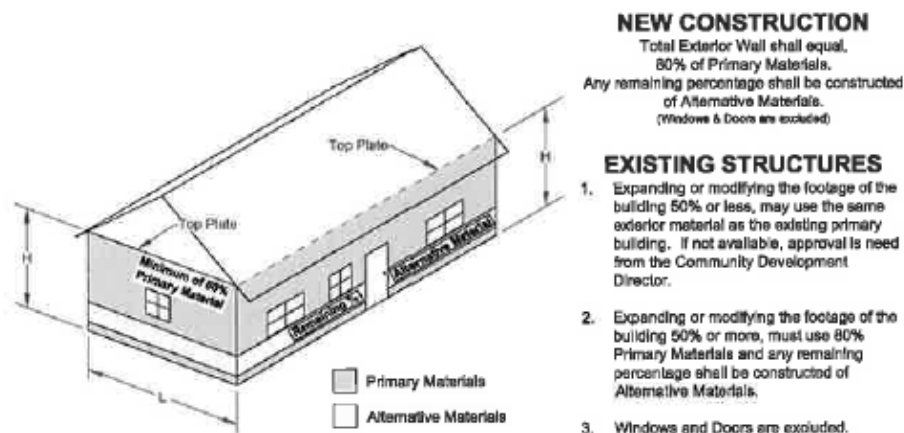 NEW CONSTRUCTION
Total Exterior Wall shall equal,
80% of Primary Materials.
Any remaining percentage shall be constructed
of Alternative Materials.
(Windows & Doors are excluded)
EXISTING STRUCTURES
1. Expanding or modifying the footage of the
building 50% or less, may use the same
exterior material as the existing primary
building. If not available, approval is need
from the Community Development
Director.
2. Expanding or modifying the footage of the
building 50% or more, must use 80%
Primary Materials and any remaining
percentage shall be constructed of
Alternative Materials.
3. Windows and Doors are excluded.
Top Plate
H
Top Plate
H
Minimum of
Primary Material
Remaining %
Alternative Material
L
Primary Materials
Alternative Materials